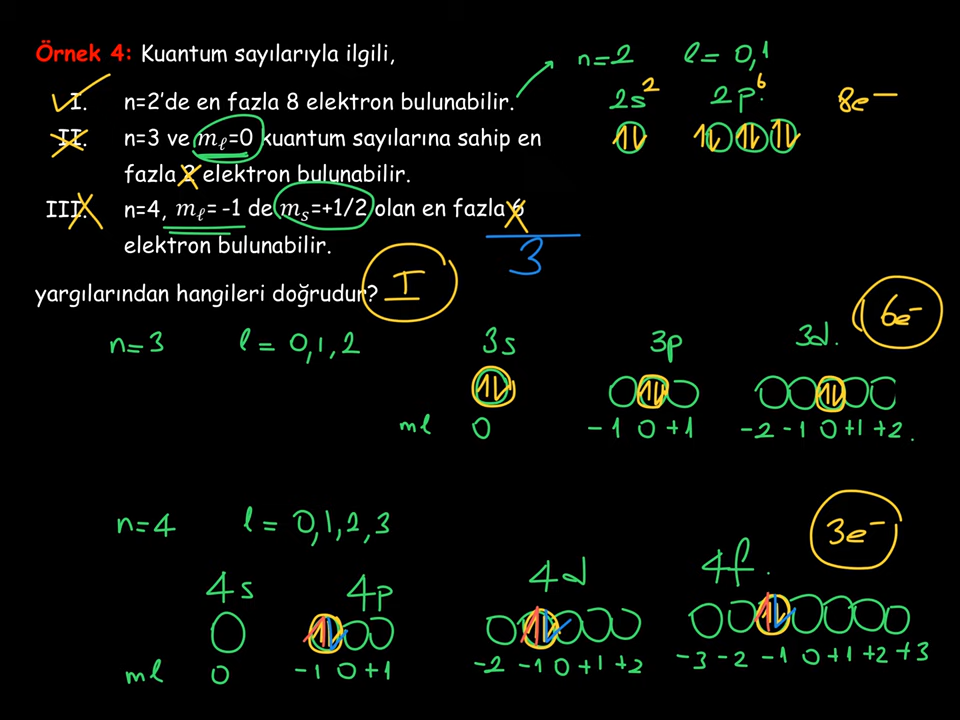 Örnek 4: Kuantum sayılarıyla ilgili,
n=2 l= 0,1
I. n=2'de en fazla 8 elektron bulunabilir.
2s² 2p⁶ 8e⁻
II. n=3 ve mℓ=0 kuantum sayılarına sahip en
fazla 2 elektron bulunabilir.
III. n=4, mℓ= -1 de ms=+1/2 olan en fazla 6
elektron bulunabilir.
3
yargılarından hangileri doğrudur? I
6e⁻
n=3 l = 0,1,2 3s 3p 3d.
ml 0 -1 0 +1 -2 -1 0 +1 +2.
n=4 l = 0,1,2,3
3e⁻
4s 4p 4d 4f.
ml 0 -1 0 +1 -2 -1 0 +1 +2 -3 -2 -1 0 +1 +2 +3